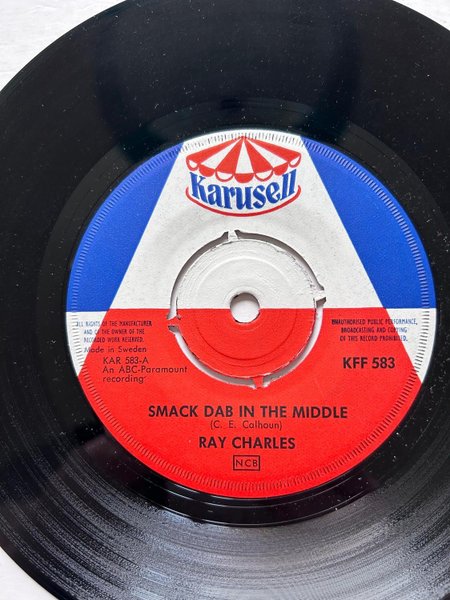 Karusell
ALL RIGHTS OF THE MANUFACTURER
AND OF THE OWNER OF THE
RECORDED WORK RESERVED.
Made in Sweden
KAR 583-A
An ABC-Paramount
recording
UNAUTHORISED PUBLIC PERFORMANCE,
BROADCASTING AND COPYING
OF THIS RECORD PROHIBITED.
KFF 583
SMACK DAB IN THE MIDDLE
(C. E. Calhoun)
RAY CHARLES
NCB